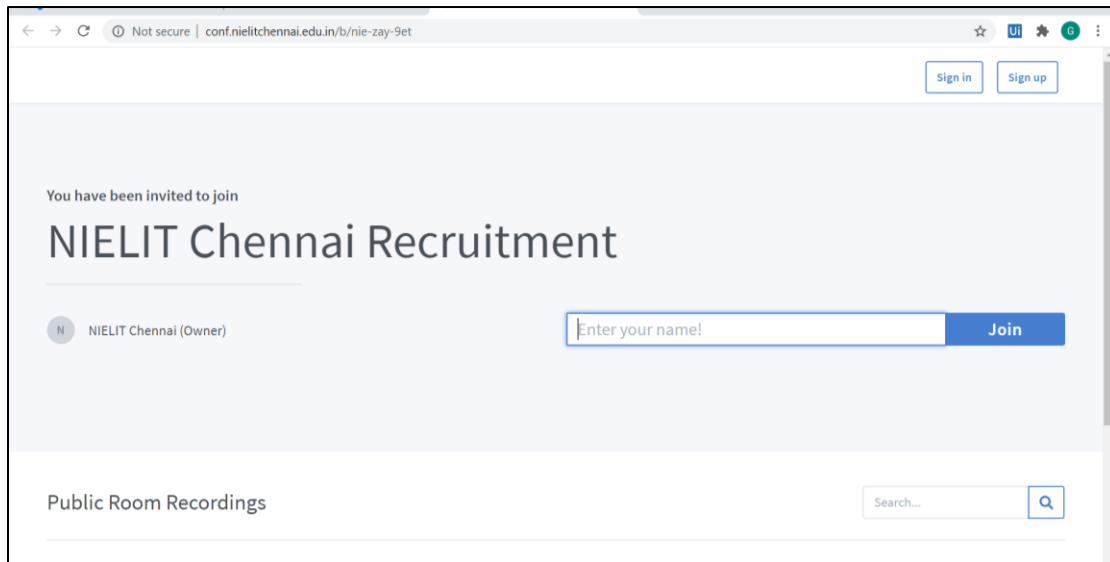 Not secure | conf.nielitchennai.edu.in/b/nie-zay-9et
Ui
G
Sign in
Sign up
You have been invited to join
NIELIT Chennai Recruitment
N
NIELIT Chennai (Owner)
Enter your name!
Join
Public Room Recordings
Search...